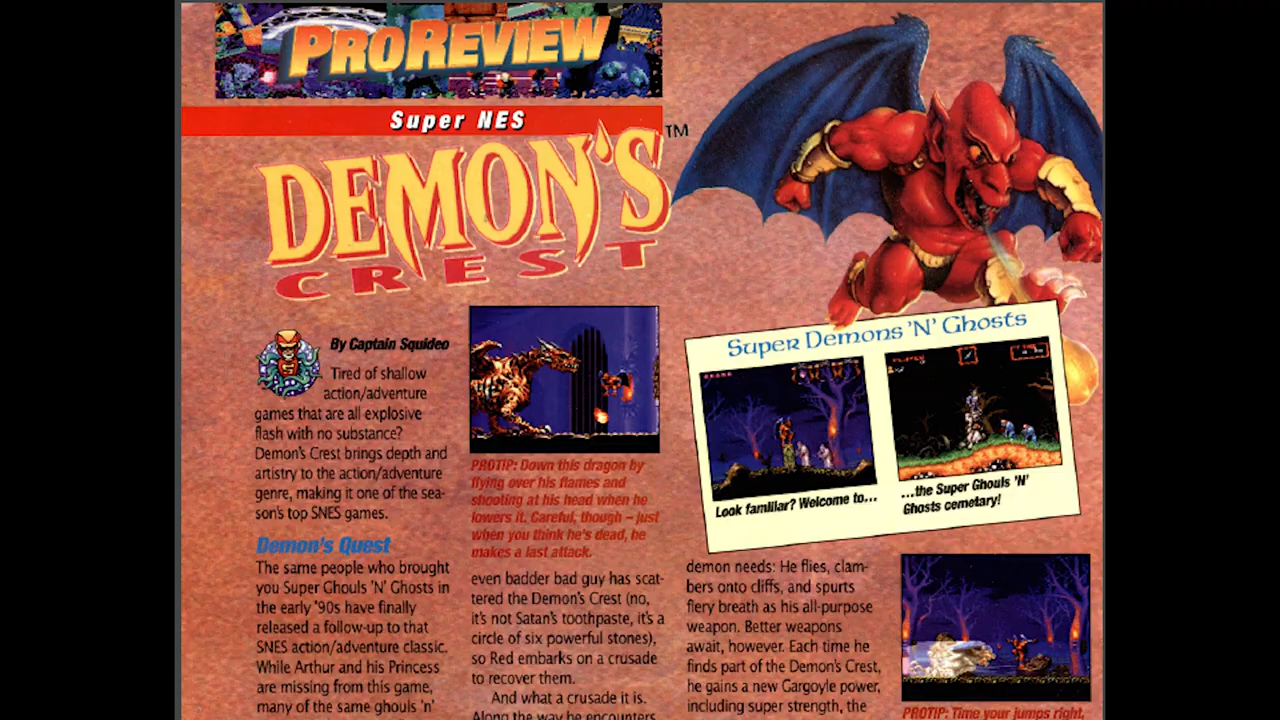 PROREVIEW
Super NES
DEMON'S
CREST
TM
By Captain Squideo
Tired of shallow
action/adventure
games that are all explosive
flash with no substance?
Demon's Crest brings depth and
artistry to the action/adventure
genre, making it one of the sea-
son's top SNES games.
Demon's Quest
The same people who brought
you Super Ghouls 'N' Ghosts in
the early '90s have finally
released a follow-up to that
SNES action/adventure classic.
While Arthur and his Princess
are missing from this game,
many of the same ghouls 'n'
PROTIP: Down this dragon by
flying over his flames and
shooting at his head when he
lowers it. Careful, though – just
when you think he's dead, he
makes a last attack.
even badder bad guy has scat-
tered the Demon's Crest (no,
it's not Satan's toothpaste, it's a
circle of six powerful stones),
so Red embarks on a crusade
to recover them.
And what a crusade it is.
Along the way he encounters
Super Demons 'N' Ghosts
Look familiar? Welcome to...
...the Super Ghouls 'N'
Ghosts cemetary!
demon needs: He flies, clam-
bers onto cliffs, and spurts
fiery breath as his all-purpose
weapon. Better weapons
await, however. Each time he
finds part of the Demon's Crest,
he gains a new Gargoyle power,
including super strength, the
PROTIP: Time your jumps right,